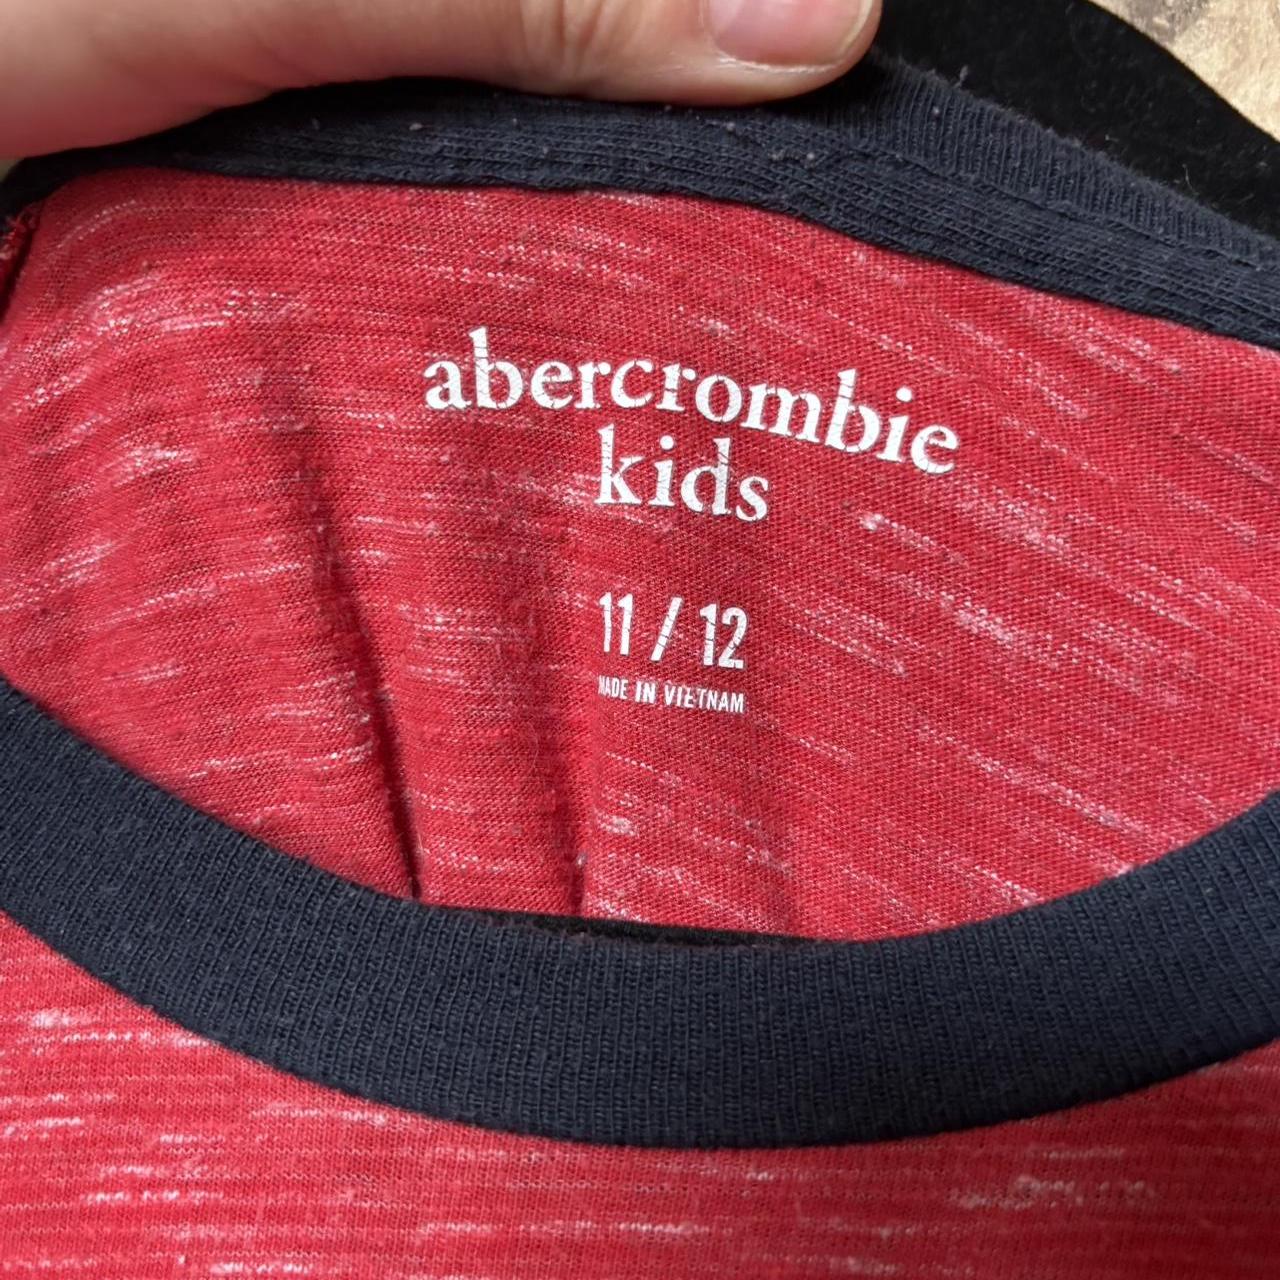 abercrombie
kids
11 / 12
MADE IN VIETNAM